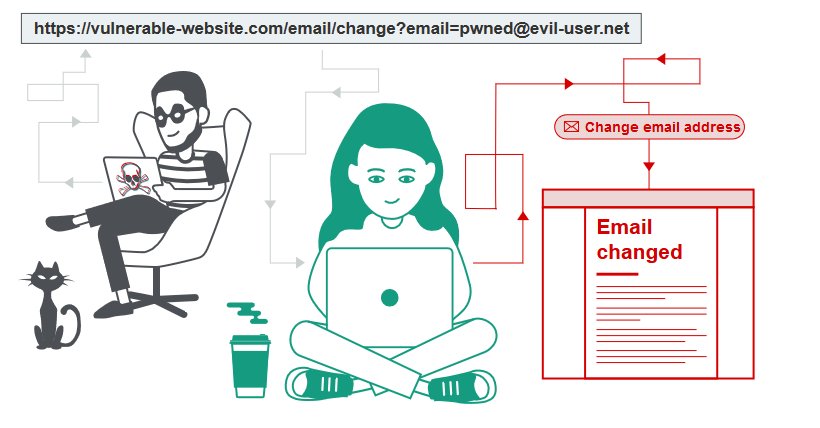 https://vulnerable-website.com/email/change?email=pwned@evil-user.net
Change email address
Email
changed